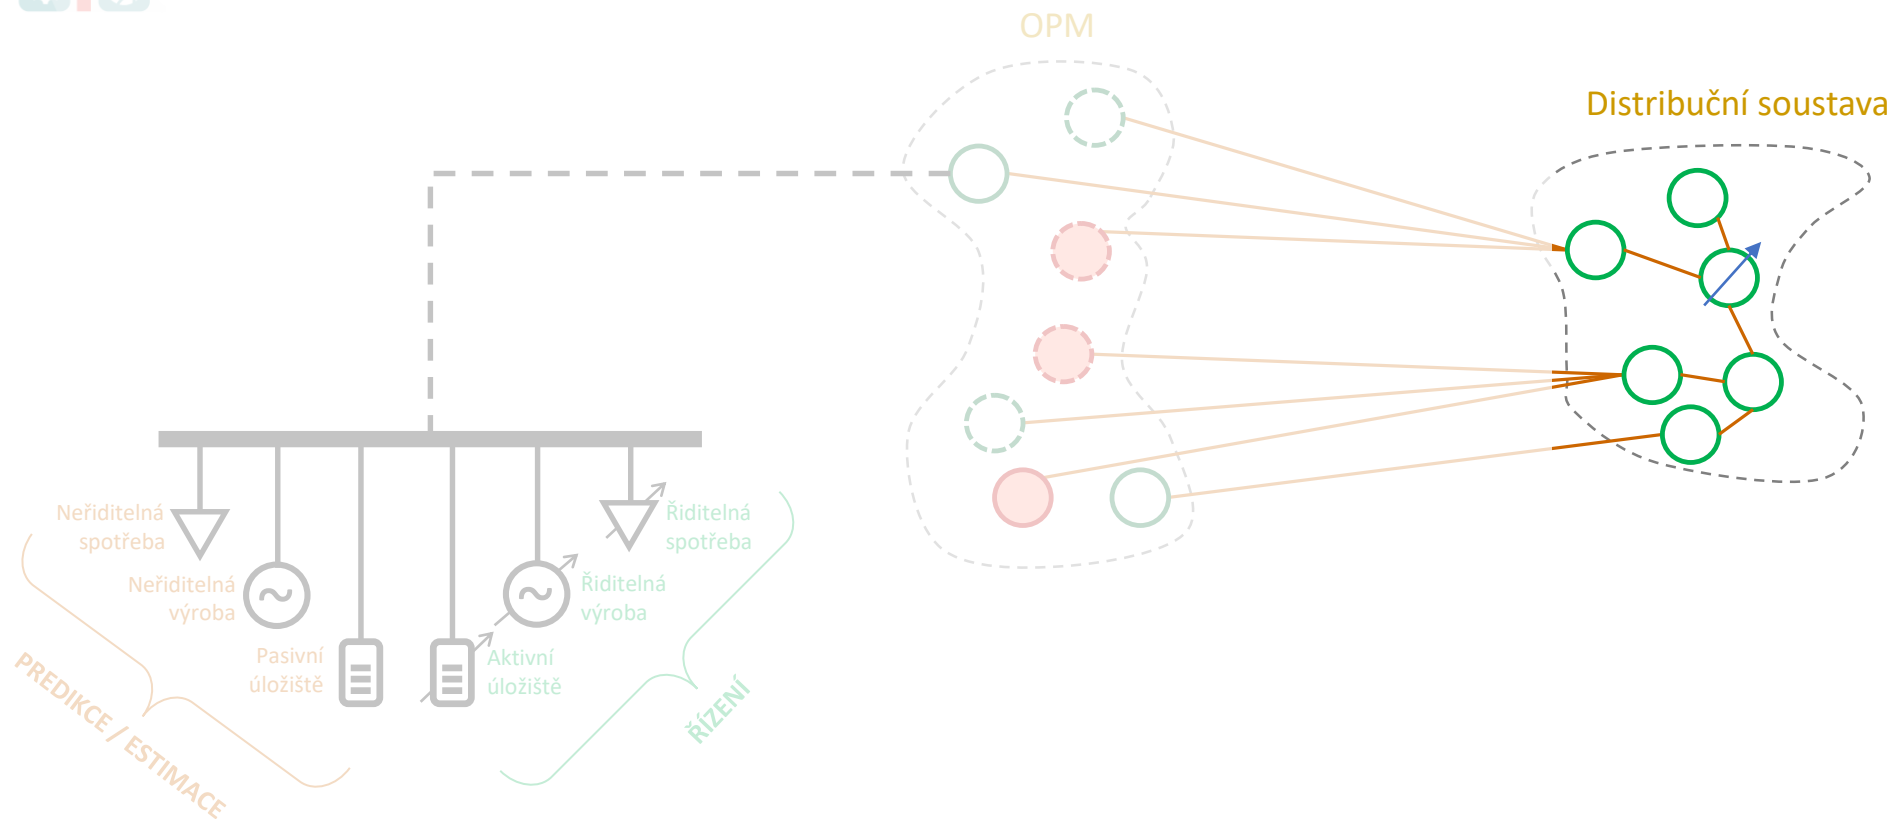 OPM
Distribuční soustava
Neřiditelná
spotřeba
Neřiditelná
výroba
Pasivní
úložiště
Řiditelná
spotřeba
Řiditelná
výroba
Aktivní
úložiště
PREDIKCE / ESTIMACE
ŘÍZENÍ